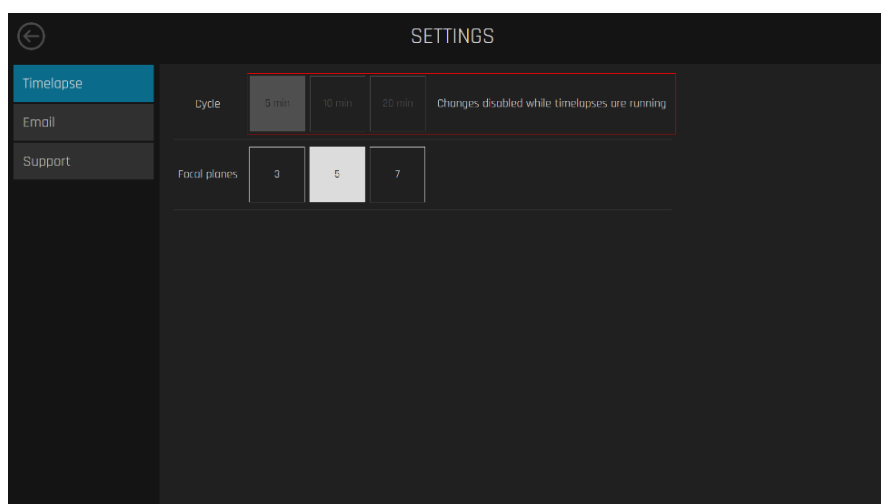 SETTINGS
Timelapse
Email
Support
Cycle 5 min 10 min 20 min Changes disabled while timelapses are running
Focal planes 3 5 7